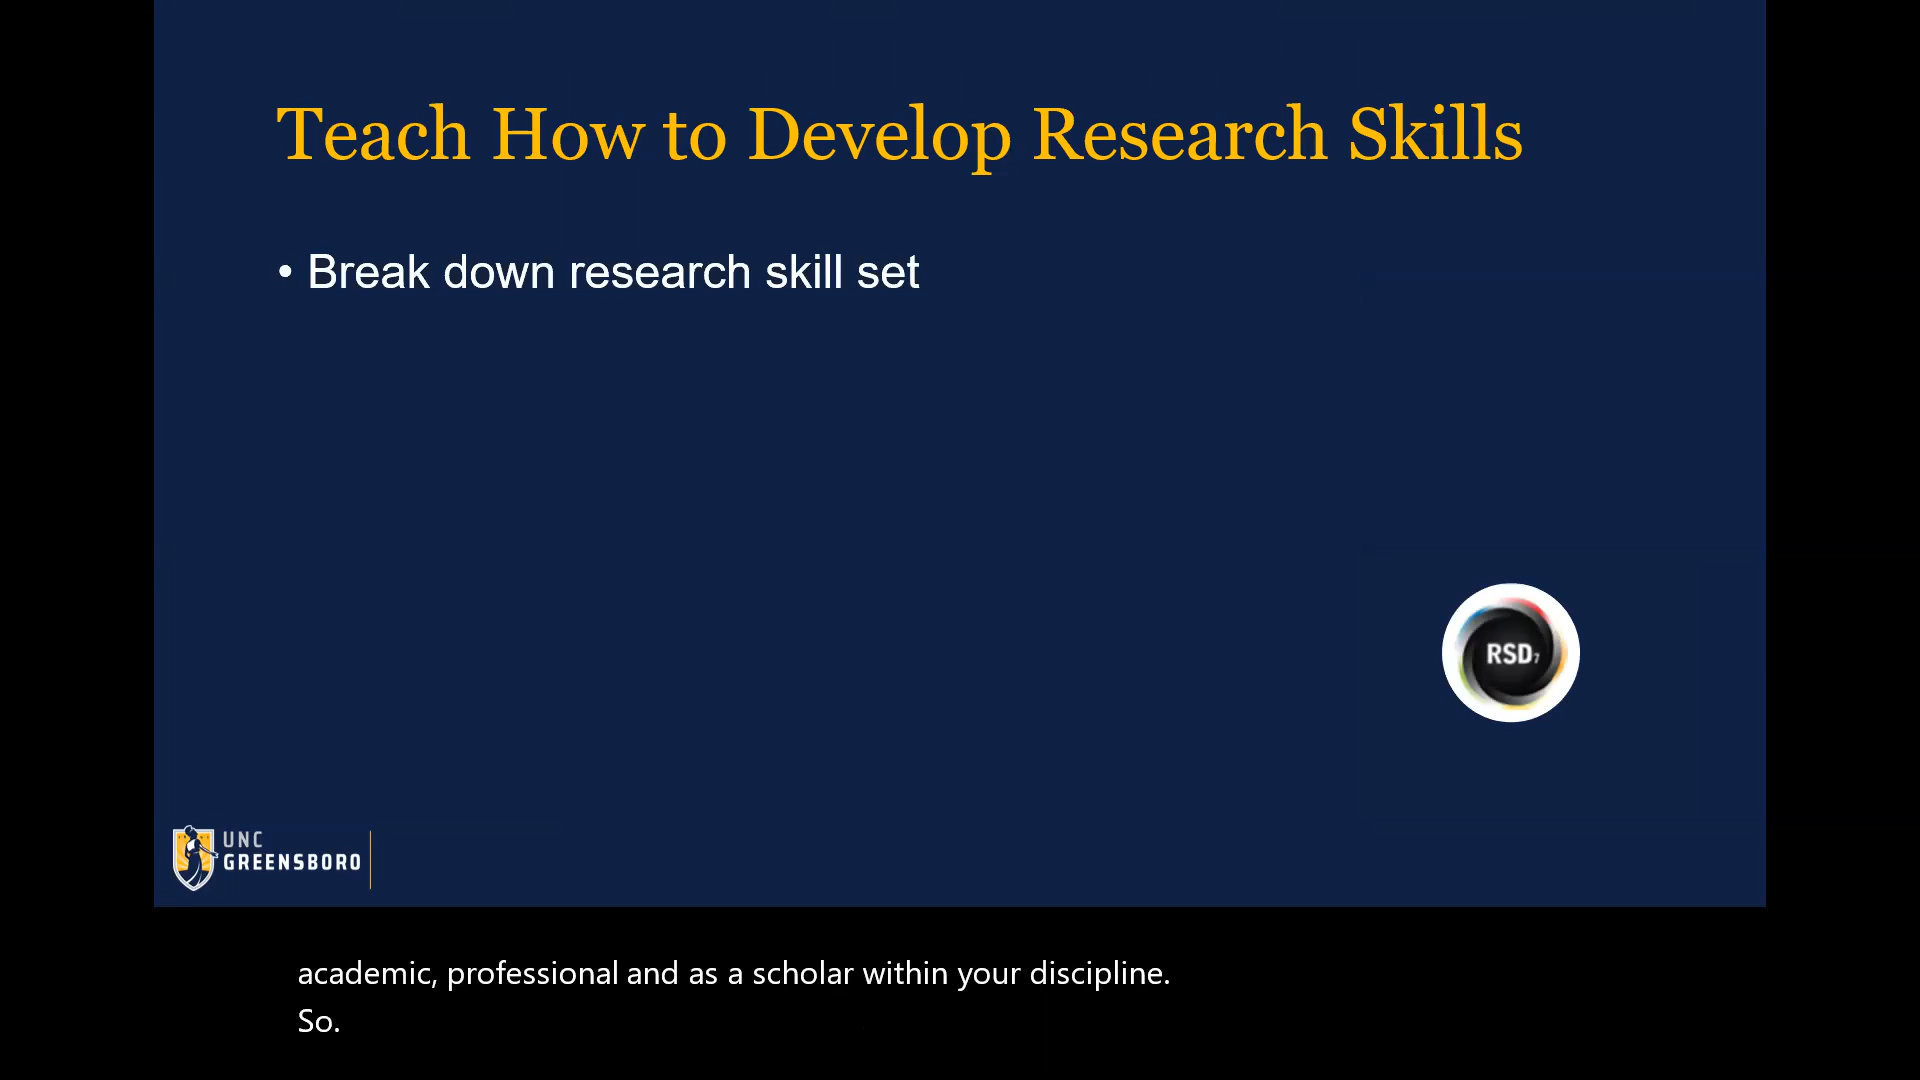 Teach How to Develop Research Skills
• Break down research skill set
RSD7
UNC
GREENSBORO
academic, professional and as a scholar within your discipline.
So.